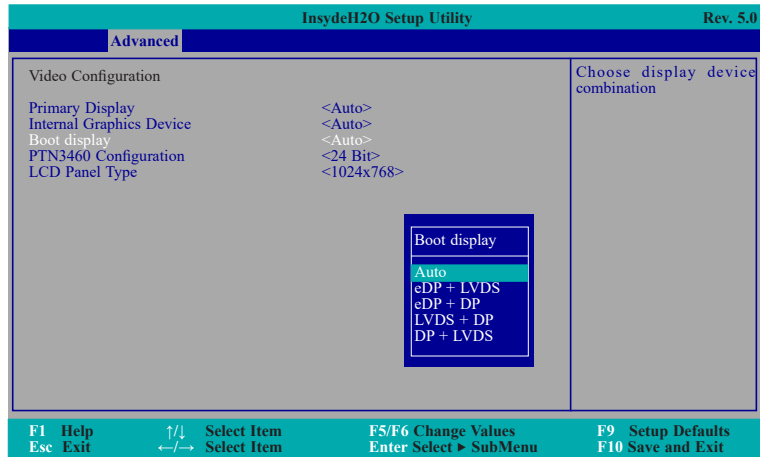 InsydeH2O Setup Utility Rev. 5.0
Advanced
Video Configuration
Primary Display <Auto>
Internal Graphics Device <Auto>
Boot display <Auto>
PTN3460 Configuration <24 Bit>
LCD Panel Type <1024x768>
Choose display device
combination
Boot display
Auto
eDP + LVDS
eDP + DP
LVDS + DP
DP + LVDS
F1 Help ↑/↓ Select Item F5/F6 Change Values F9 Setup Defaults
Esc Exit ←/→ Select Item Enter Select ► SubMenu F10 Save and Exit